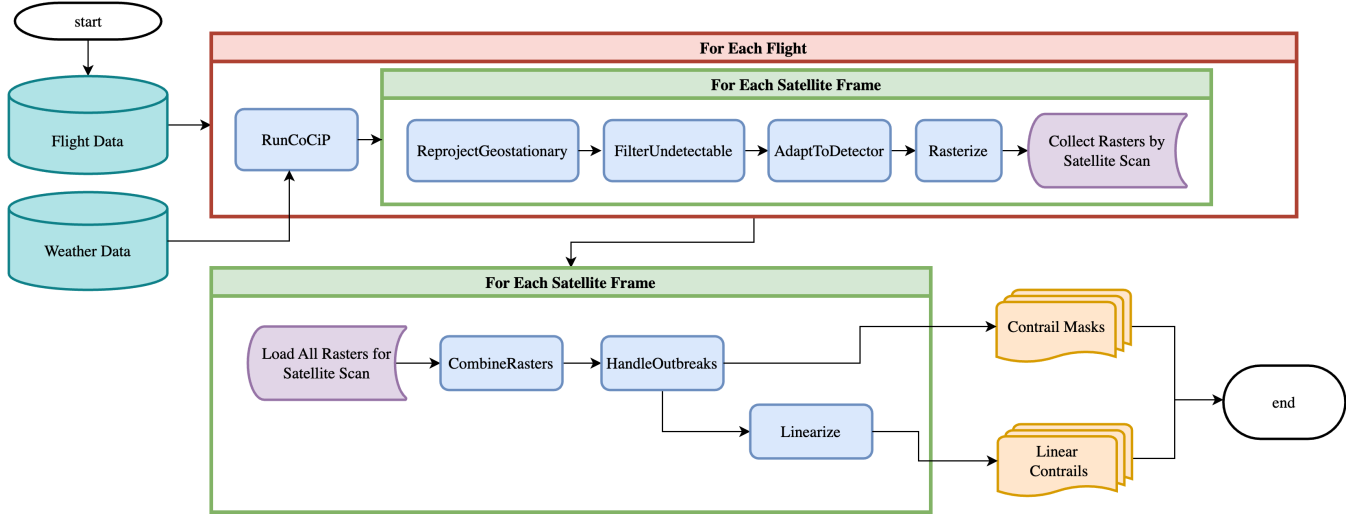 start
For Each Flight
For Each Satellite Frame
Flight Data
RunCoCiP
ReprojectGeostationary
FilterUndetectable
AdaptToDetector
Rasterize
Collect Rasters by
Satellite Scan
Weather Data
For Each Satellite Frame
Load All Rasters for
Satellite Scan
CombineRasters
HandleOutbreaks
Linearize
Contrail Masks
Linear
Contrails
end